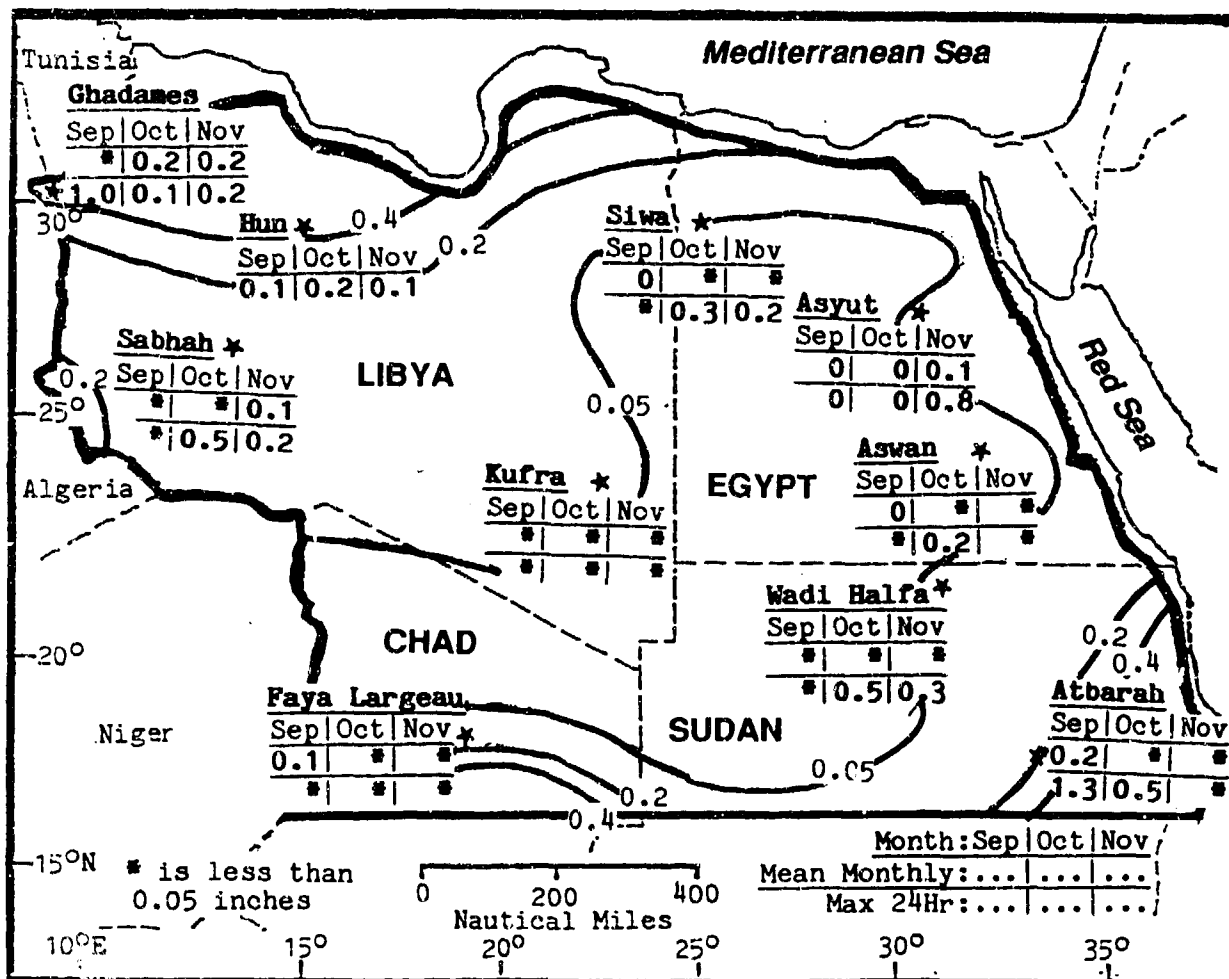 Mediterranean Sea
Tunisia
Ghadames
Sep|Oct|Nov
*|0.2|0.2
1.0|0.1|0.2
30°
Hun
0.4
0.2
Sep|Oct|Nov
0.1|0.2|0.1
Siwa
Sep|Oct|Nov
0| *| *
*|0.3|0.2
Asyut
Sep|Oct|Nov
0| 0|0.1
0| 0|0.8
Red Sea
Sabhah
Sep|Oct|Nov
*| *|0.1
*|0.5|0.2
0.2
LIBYA
0.05
25°
Algeria
Kufra
Sep|Oct|Nov
*| *| *
*| *| *
EGYPT
Aswan
Sep|Oct|Nov
0| *| *
*|0.2| *
Wadi Halfa
Sep|Oct|Nov
*| *| *
*|0.5|0.3
0.2
0.4
20°
CHAD
Niger
Faya Largeau
Sep|Oct|Nov
0.1| *| *
*| *| *
SUDAN
0.05
0.2
0.4
Atbarah
Sep|Oct|Nov
0.2| *| *
1.3|0.5| *
15°N
* is less than
0.05 inches
0 200 400
Nautical Miles
Month:Sep|Oct|Nov
Mean Monthly:...|...|...
Max 24Hr:...|...|...
10°E 15° 20° 25° 30° 35°